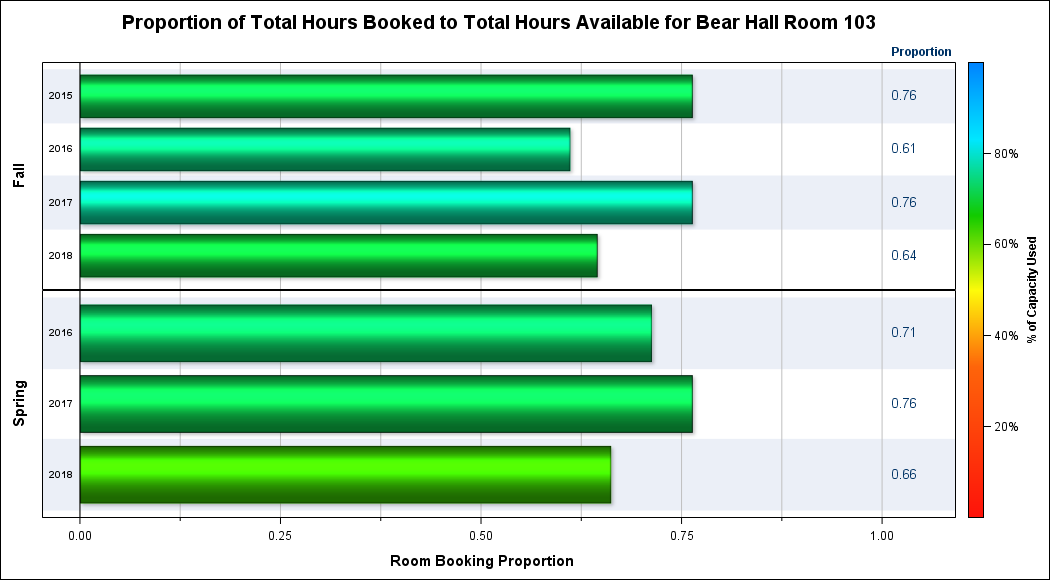 Proportion of Total Hours Booked to Total Hours Available for Bear Hall Room 103
Proportion
Fall
2015 0.76
2016 0.61
2017 0.76
2018 0.64
Spring
2016 0.71
2017 0.76
2018 0.66
0.00 0.25 0.50 0.75 1.00
Room Booking Proportion
80%
60%
40%
20%
% of Capacity Used